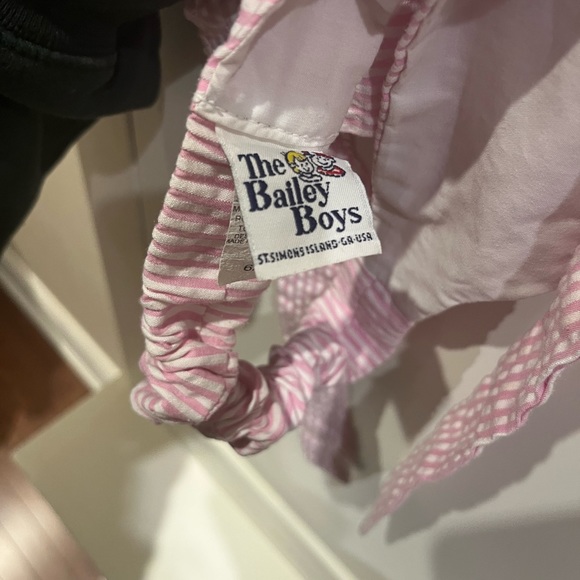 The
Bailey
Boys
ST.SIMONS ISLAND·GA·USA